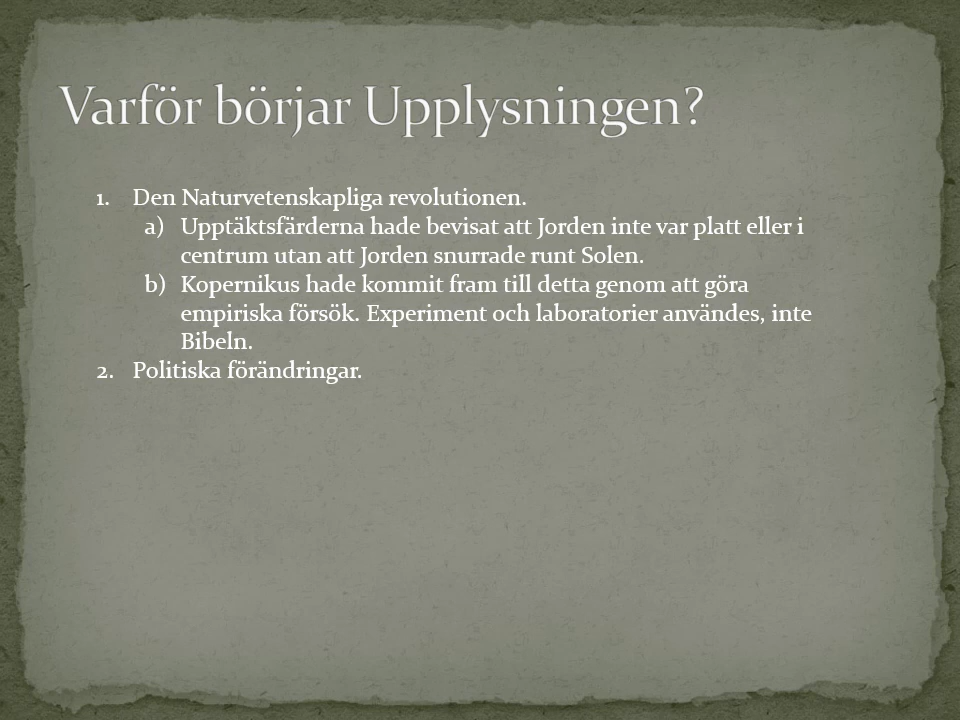 Varför börjar Upplysningen?
1. Den Naturvetenskapliga revolutionen.
a) Upptäktsfärderna hade bevisat att Jorden inte var platt eller i
centrum utan att Jorden snurrade runt Solen.
b) Kopernikus hade kommit fram till detta genom att göra
empiriska försök. Experiment och laboratorier användes, inte
Bibeln.
2. Politiska förändringar.